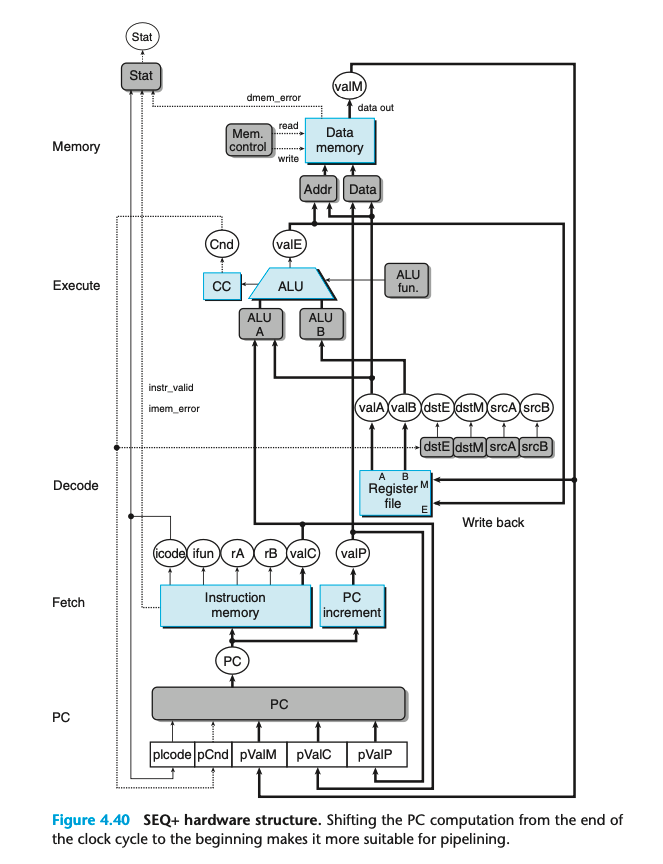 Stat
Stat
valM
dmem_error
data out
Memory
Mem.
control
read
write
Data
memory
Addr
Data
Cnd
valE
Execute
CC
ALU
ALU
fun.
ALU
A
ALU
B
instr_valid
imem_error
valA
valB
dstE
dstM
srcA
srcB
dstE
dstM
srcA
srcB
Decode
A
B
M
Register
file
E
Write back
icode
ifun
rA
rB
valC
valP
Fetch
Instruction
memory
PC
increment
PC
PC
PC
pIcode
pCnd
pValM
pValC
pValP
Figure 4.40 SEQ+ hardware structure. Shifting the PC computation from the end of
the clock cycle to the beginning makes it more suitable for pipelining.